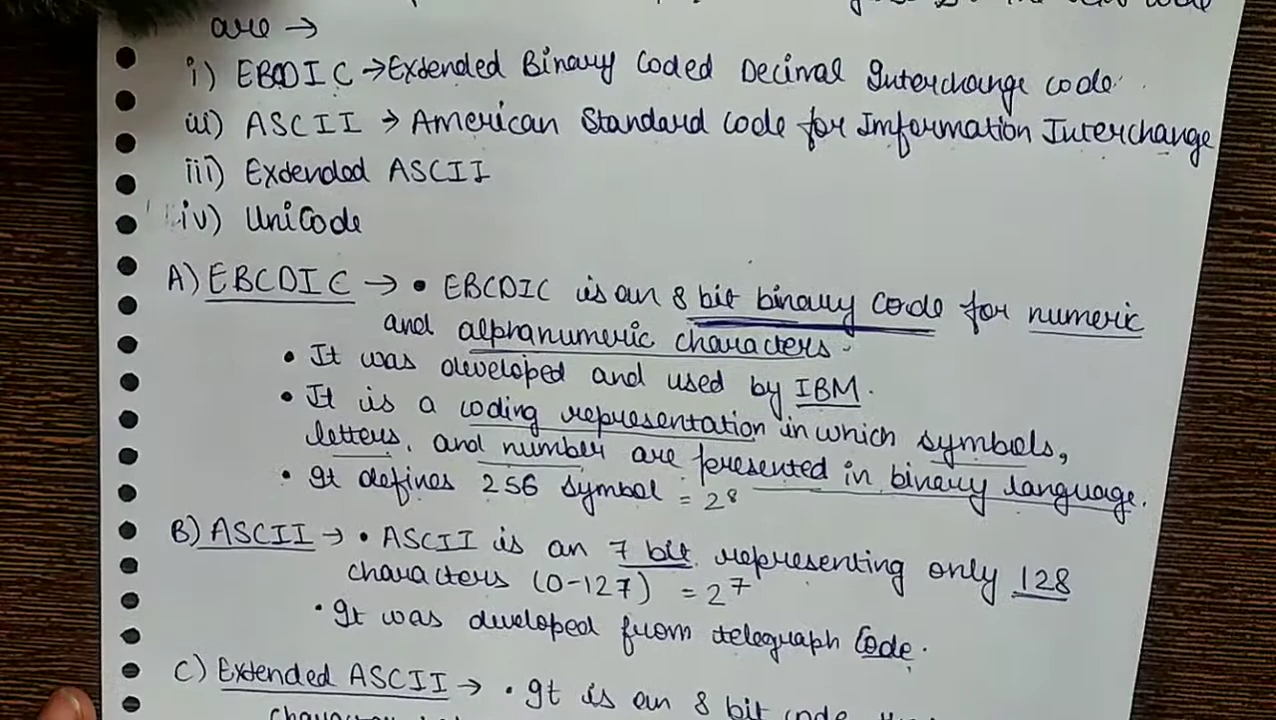 are →
i) EBCDIC → Extended Binary Coded Decimal Interchange code.
ii) ASCII → American Standard Code for Information Interchange
iii) Extended ASCII
iv) UniCode
A) EBCDIC → • EBCDIC is an 8 bit binary code for numeric
and alphanumeric characters.
• It was developed and used by IBM.
• It is a coding representation in which symbols,
letters, and number are presented in binary language.
• It defines 256 symbol = 2⁸
B) ASCII → • ASCII is an 7 bit representing only 128
characters (0-127) = 2⁷
• It was developed from telegraph Code.
C) Extended ASCII → • It is an 8 bit code